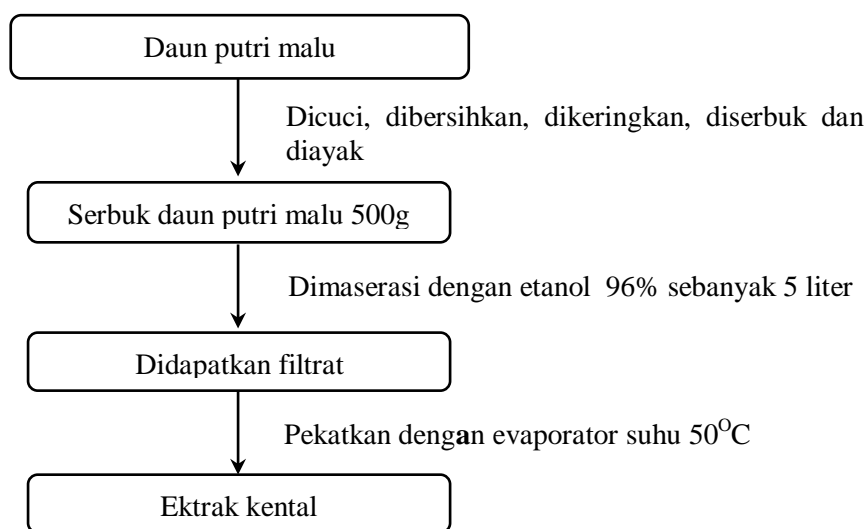 Daun putri malu
Dicuci, dibersihkan, dikeringkan, diserbuk dan
diayak
Serbuk daun putri malu 500g
Dimaserasi dengan etanol 96% sebanyak 5 liter
Didapatkan filtrat
Pekatkan dengan evaporator suhu 50ᴼC
Ektrak kental